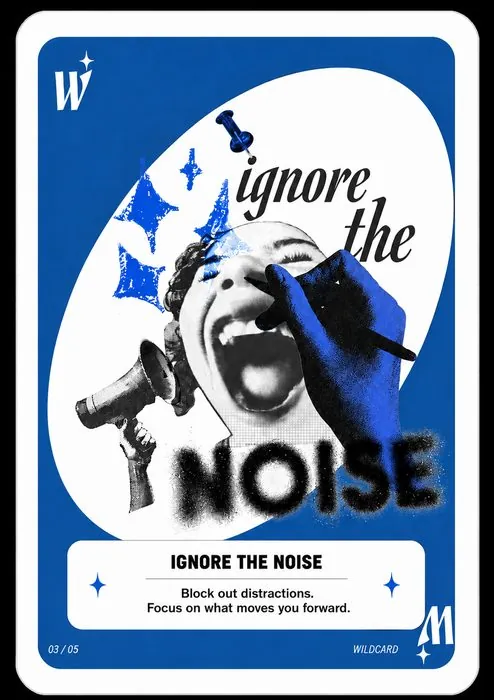 W
ignore
the
NOISE
IGNORE THE NOISE
Block out distractions.
Focus on what moves you forward.
03 / 05
WILDCARD
W